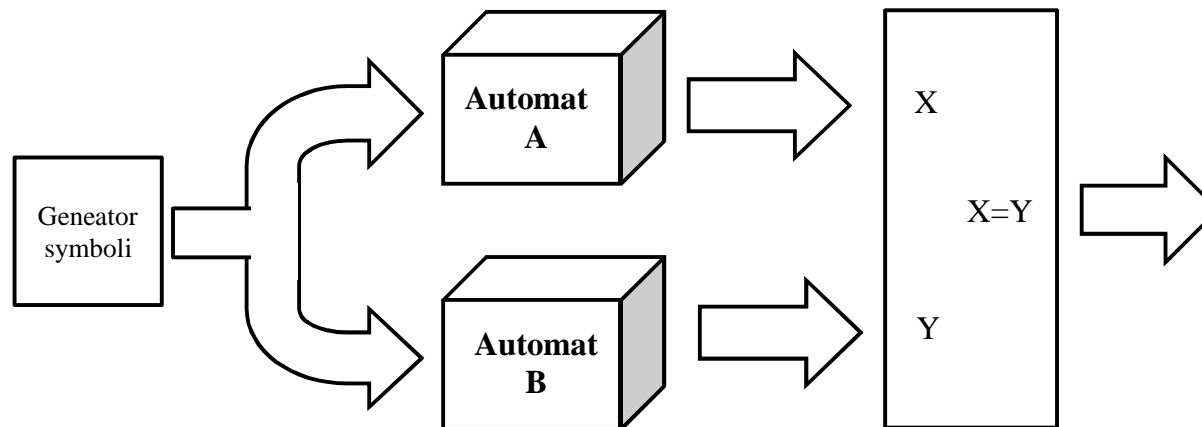 Geneator
symboli
Automat
A
Automat
B
X
X=Y
Y